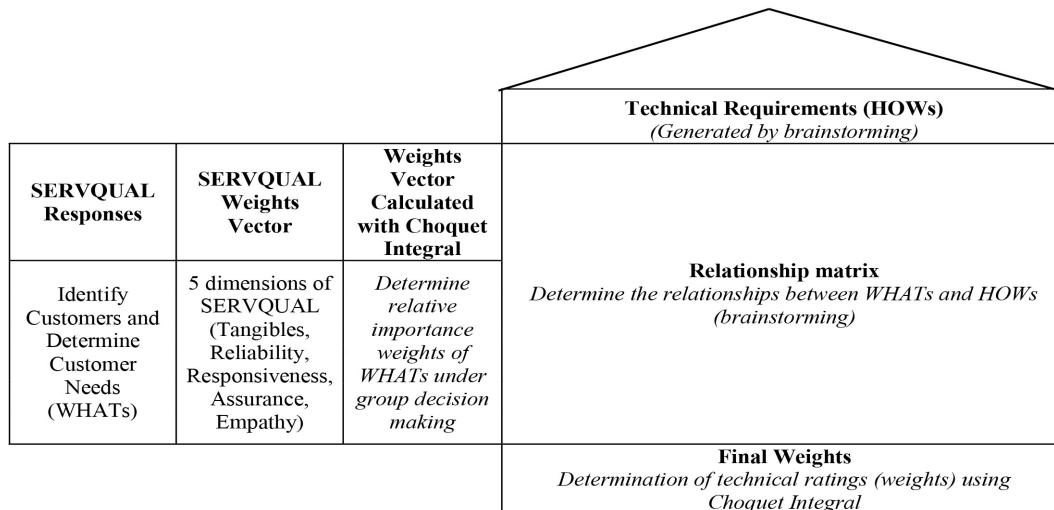 Technical Requirements (HOWs)
(Generated by brainstorming)
SERVQUAL
Responses
SERVQUAL
Weights
Vector
Weights
Vector
Calculated
with Choquet
Integral
Identify
Customers and
Determine
Customer
Needs
(WHATs)
5 dimensions of
SERVQUAL
(Tangibles,
Reliability,
Responsiveness,
Assurance,
Empathy)
Determine
relative
importance
weights of
WHATs under
group decision
making
Relationship matrix
Determine the relationships between WHATs and HOWs
(brainstorming)
Final Weights
Determination of technical ratings (weights) using
Choquet Integral